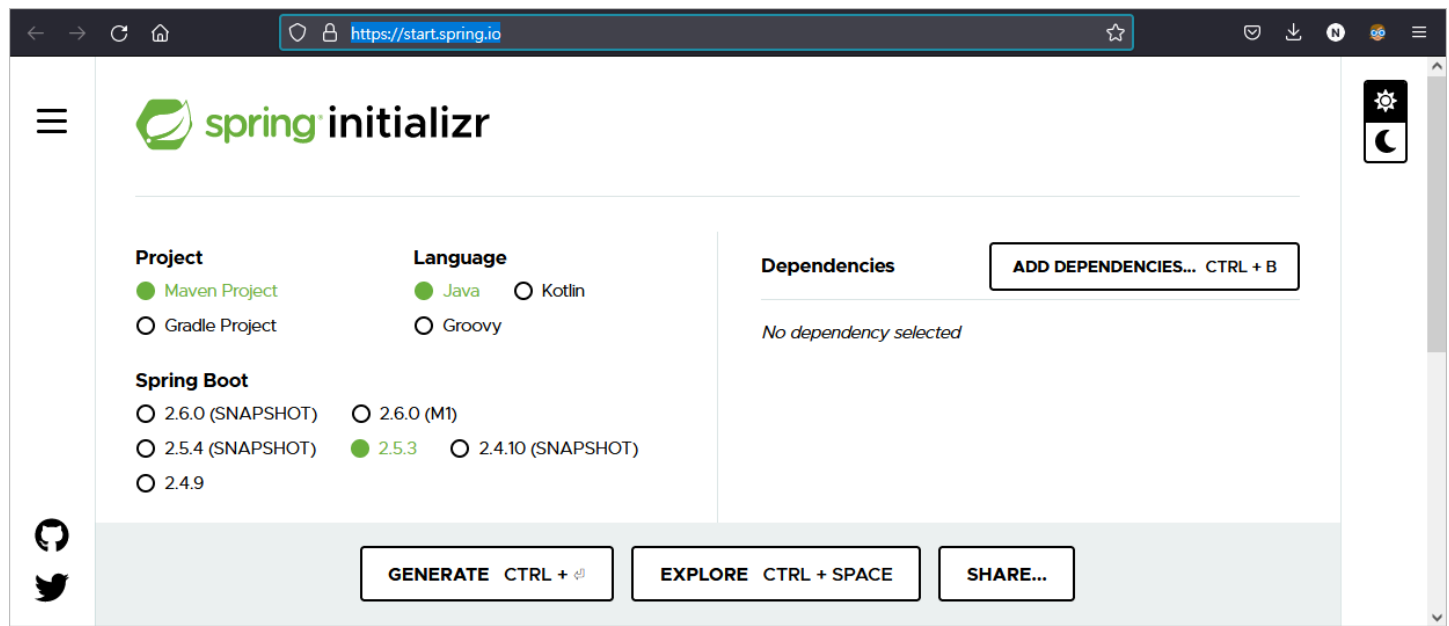 https://start.spring.io
N
spring initializr
Project
Maven Project
Gradle Project
Language
Java Kotlin
Groovy
Spring Boot
2.6.0 (SNAPSHOT) 2.6.0 (M1)
2.5.4 (SNAPSHOT) 2.5.3 2.4.10 (SNAPSHOT)
2.4.9
Dependencies
ADD DEPENDENCIES... CTRL + B
No dependency selected
GENERATE CTRL + ⏎
EXPLORE CTRL + SPACE
SHARE...